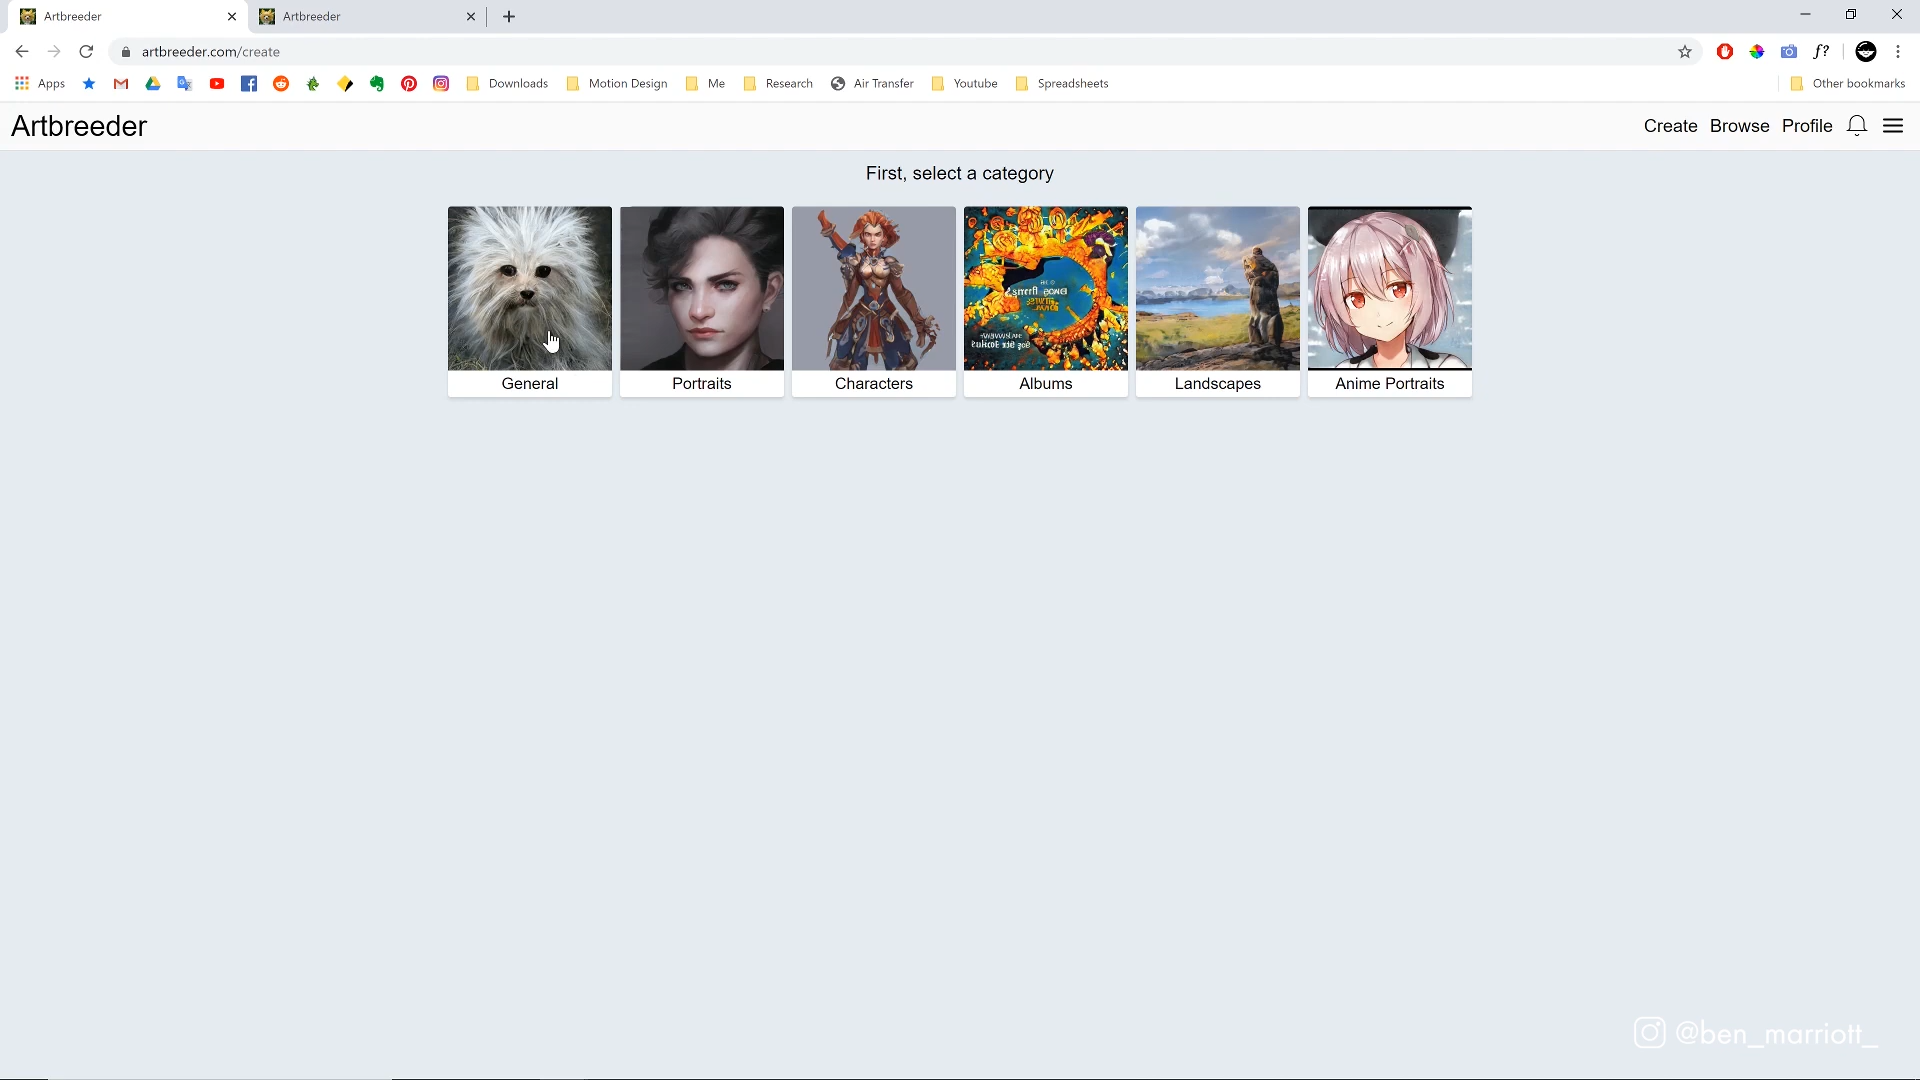 Artbreeder
Artbreeder
artbreeder.com/create
f?
Apps
Downloads
Motion Design
Me
Research
Air Transfer
Youtube
Spreadsheets
Other bookmarks
Artbreeder
Create
Browse
Profile
First, select a category
General
Portraits
Characters
Albums
Landscapes
Anime Portraits
@ben_marriott_